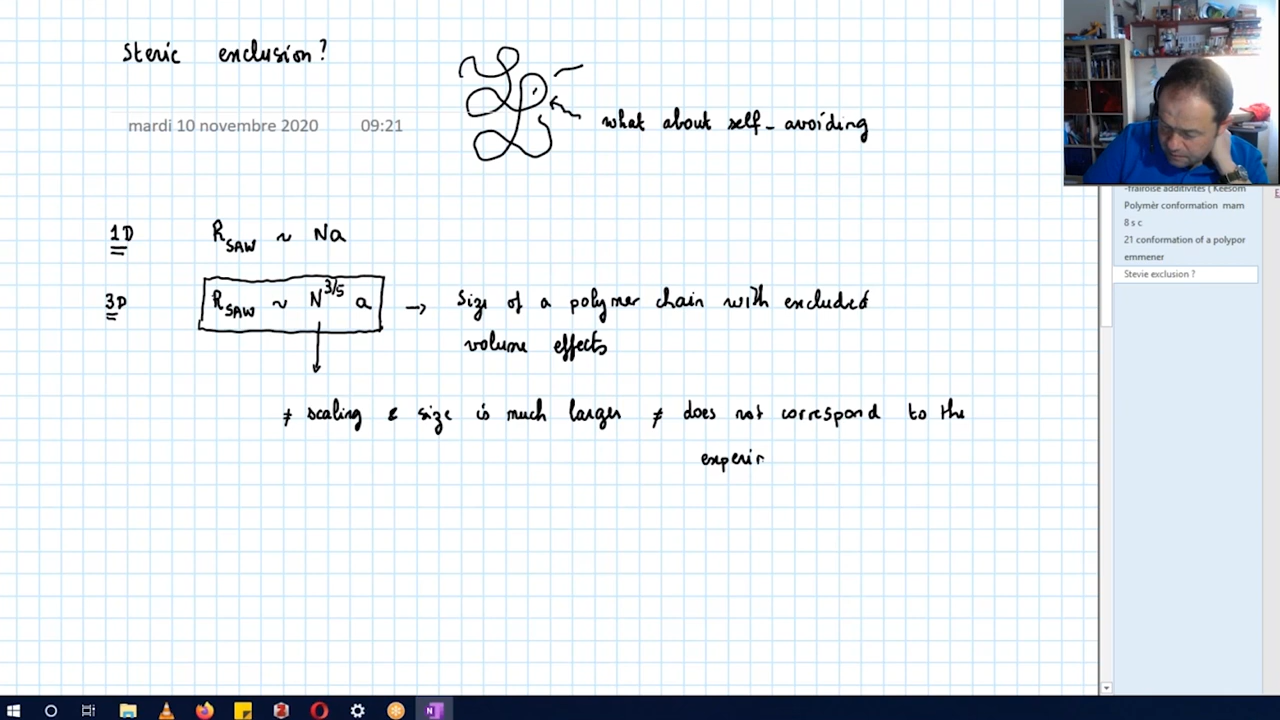 Steric exclusion?
mardi 10 novembre 2020 09:21
what about self-avoiding
1D R_SAW ~ Na
3D R_SAW ~ N^3/5 a → Size of a polymer chain with excluded
volume effects
≠ scaling & size is much larger ≠ does not correspond to the
experir
-frairoise additivites ( Keesom
Polymèr conformation mam
8 s c
21 conformation of a polypor
emmener
Stevie exclusion ?